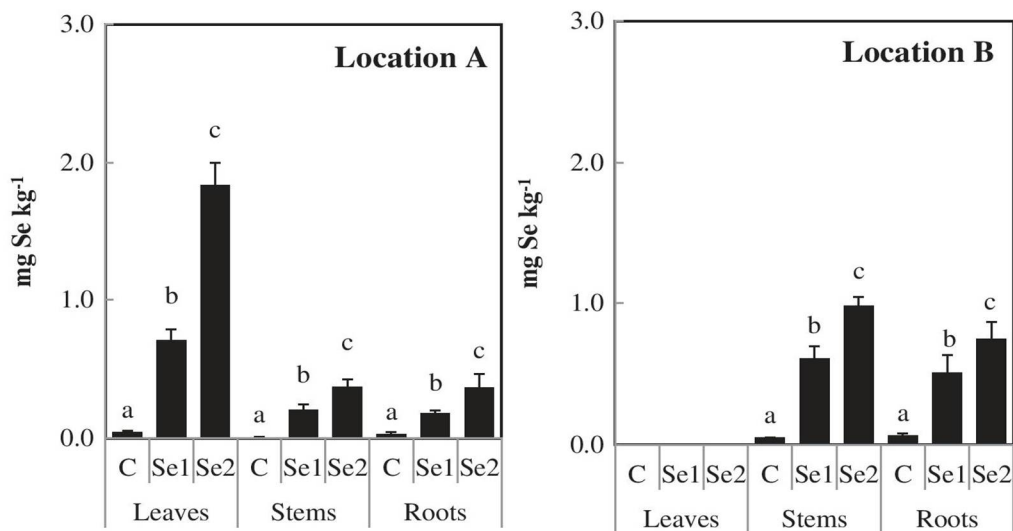 3.0
Location A
c
2.0
mg Se kg-1
b
1.0
c
c
b
b
a
a
a
0.0
C Se1 Se2 C Se1 Se2 C Se1 Se2
Leaves Stems Roots
3.0
Location B
2.0
mg Se kg-1
c
1.0
b
c
b
a
a
0.0
C Se1 Se2 C Se1 Se2 C Se1 Se2
Leaves Stems Roots